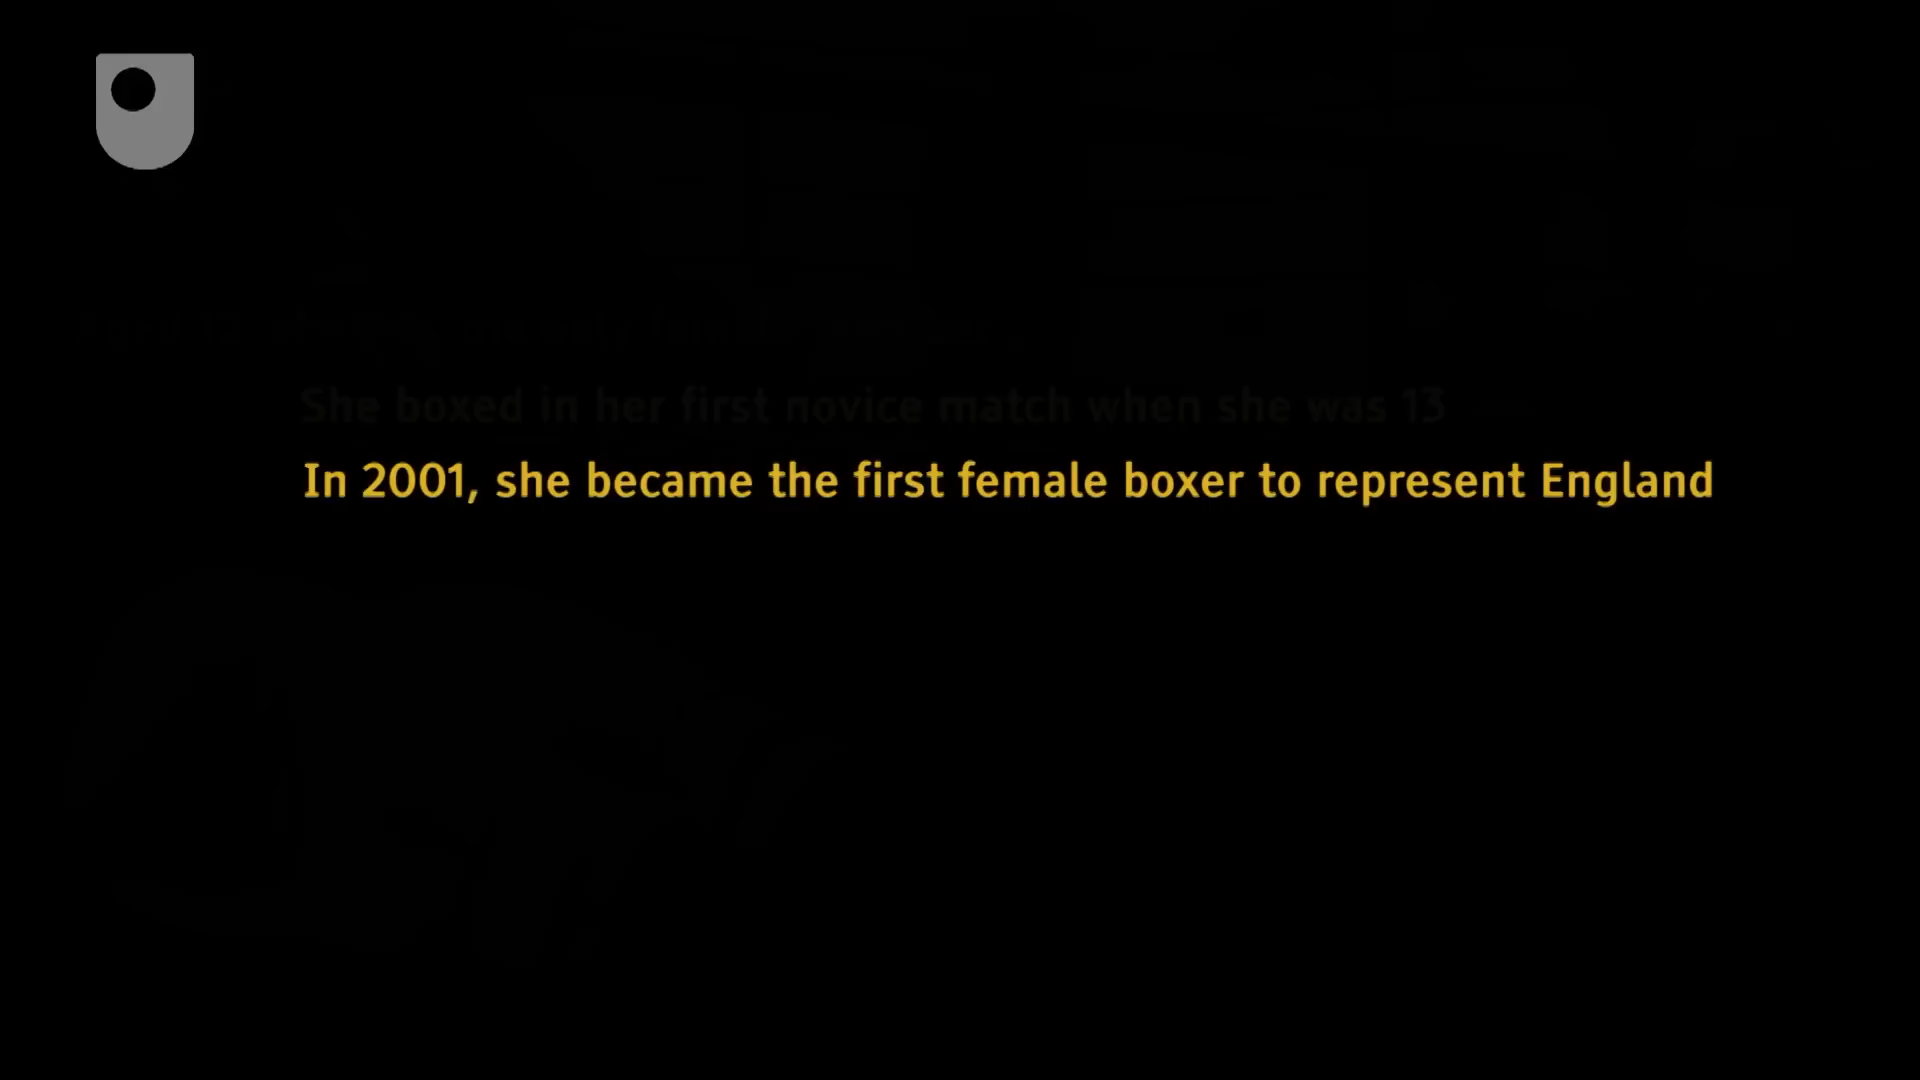 She boxed in her first novice match when she was 13
In 2001, she became the first female boxer to represent England